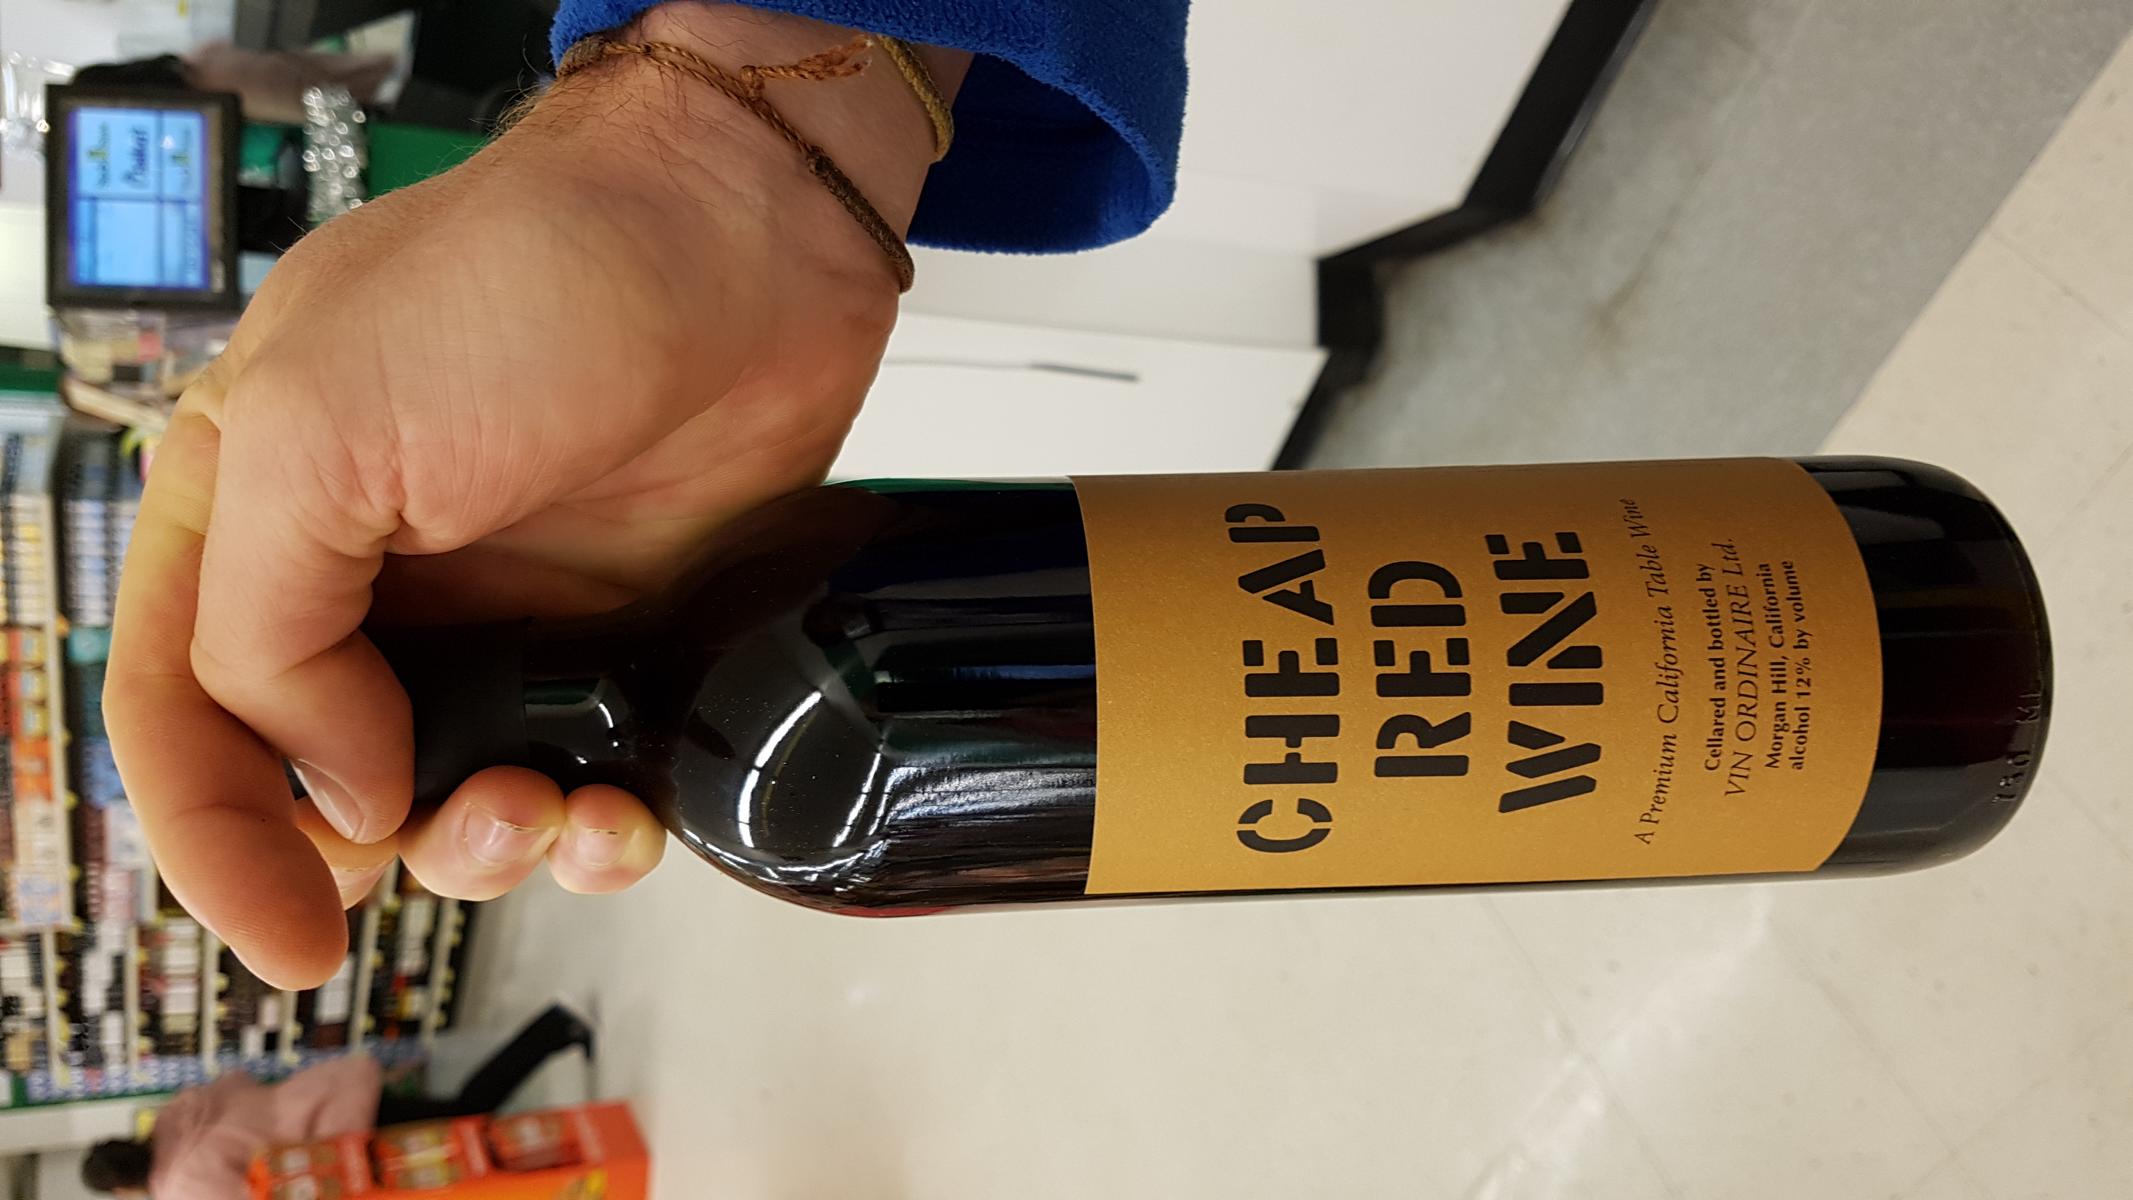 CHEAP
RED
WINE
A Premium California Table Wine
Cellared and bottled by
VIN ORDINAIRE Ltd.
Morgan Hill, California
alcohol 12% by volume
750 ML